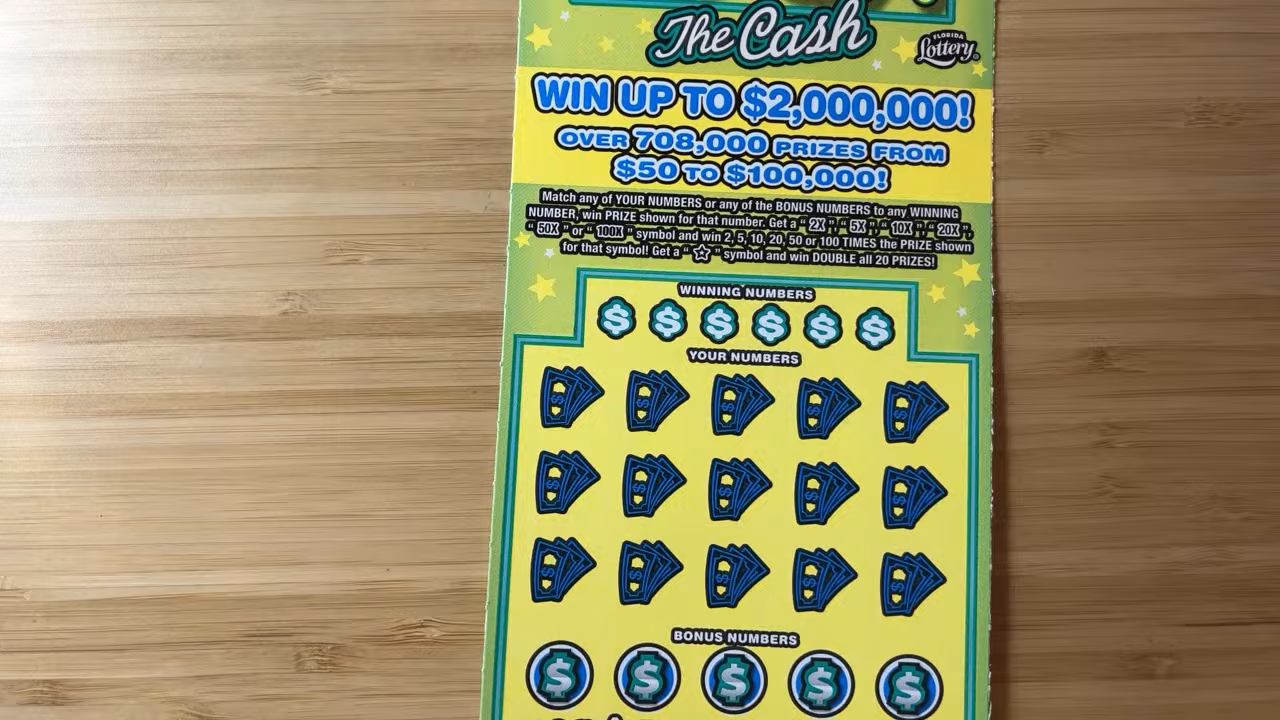 The Cash
FLORIDA
Lottery
WIN UP TO $2,000,000!
OVER 708,000 PRIZES FROM
$50 TO $100,000!
Match any of YOUR NUMBERS or any of the BONUS NUMBERS to any WINNING
NUMBER, win PRIZE shown for that number. Get a "2X", "5X", "10X", "20X",
"50X" or "100X" symbol and win 2, 5, 10, 20, 50 or 100 TIMES the PRIZE shown
for that symbol! Get a "☆" symbol and win DOUBLE all 20 PRIZES!
WINNING NUMBERS
$ $ $ $ $ $
YOUR NUMBERS
$ $ $ $ $
$ $ $ $ $
$ $ $ $ $
BONUS NUMBERS
$ $ $ $ $